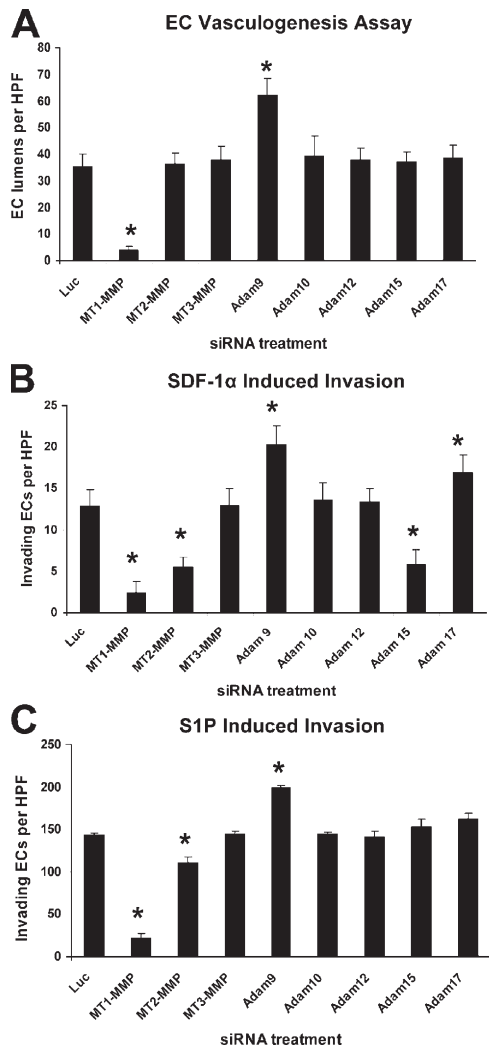 A
EC Vasculogenesis Assay
EC lumens per HPF
80
70
60
50
40
30
20
10
0
*
*
Luc
MT1-MMP
MT2-MMP
MT3-MMP
Adam9
Adam10
Adam12
Adam15
Adam17
siRNA treatment
B
SDF-1α Induced Invasion
Invading ECs per HPF
25
20
15
10
5
0
*
*
*
*
*
Luc
MT1-MMP
MT2-MMP
MT3-MMP
Adam 9
Adam 10
Adam 12
Adam 15
Adam 17
siRNA treatment
C
S1P Induced Invasion
Invading ECs per HPF
250
200
150
100
50
0
*
*
*
Luc
MT1-MMP
MT2-MMP
MT3-MMP
Adam9
Adam10
Adam12
Adam15
Adam17
siRNA treatment